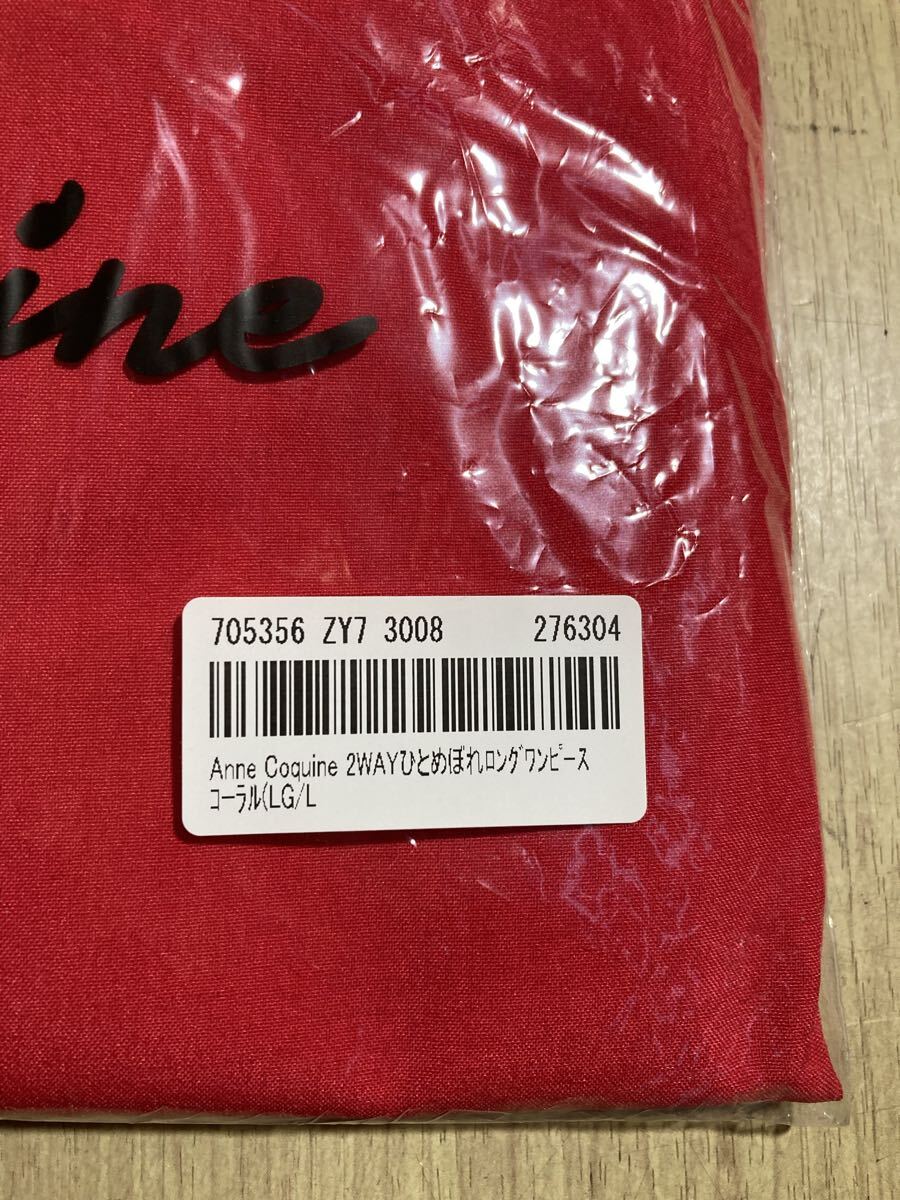 ine
705356 ZY7 3008 276304
Anne Coquine 2WAYひとめぼれﾛﾝｸﾞﾜﾝﾋﾟｰｽ
ｺｰﾗﾙ(LG/L